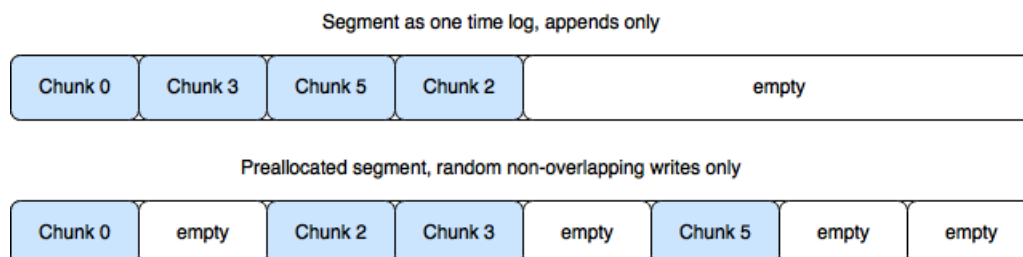 Segment as one time log, appends only
Chunk 0 Chunk 3 Chunk 5 Chunk 2 empty
Preallocated segment, random non-overlapping writes only
Chunk 0 empty Chunk 2 Chunk 3 empty Chunk 5 empty empty